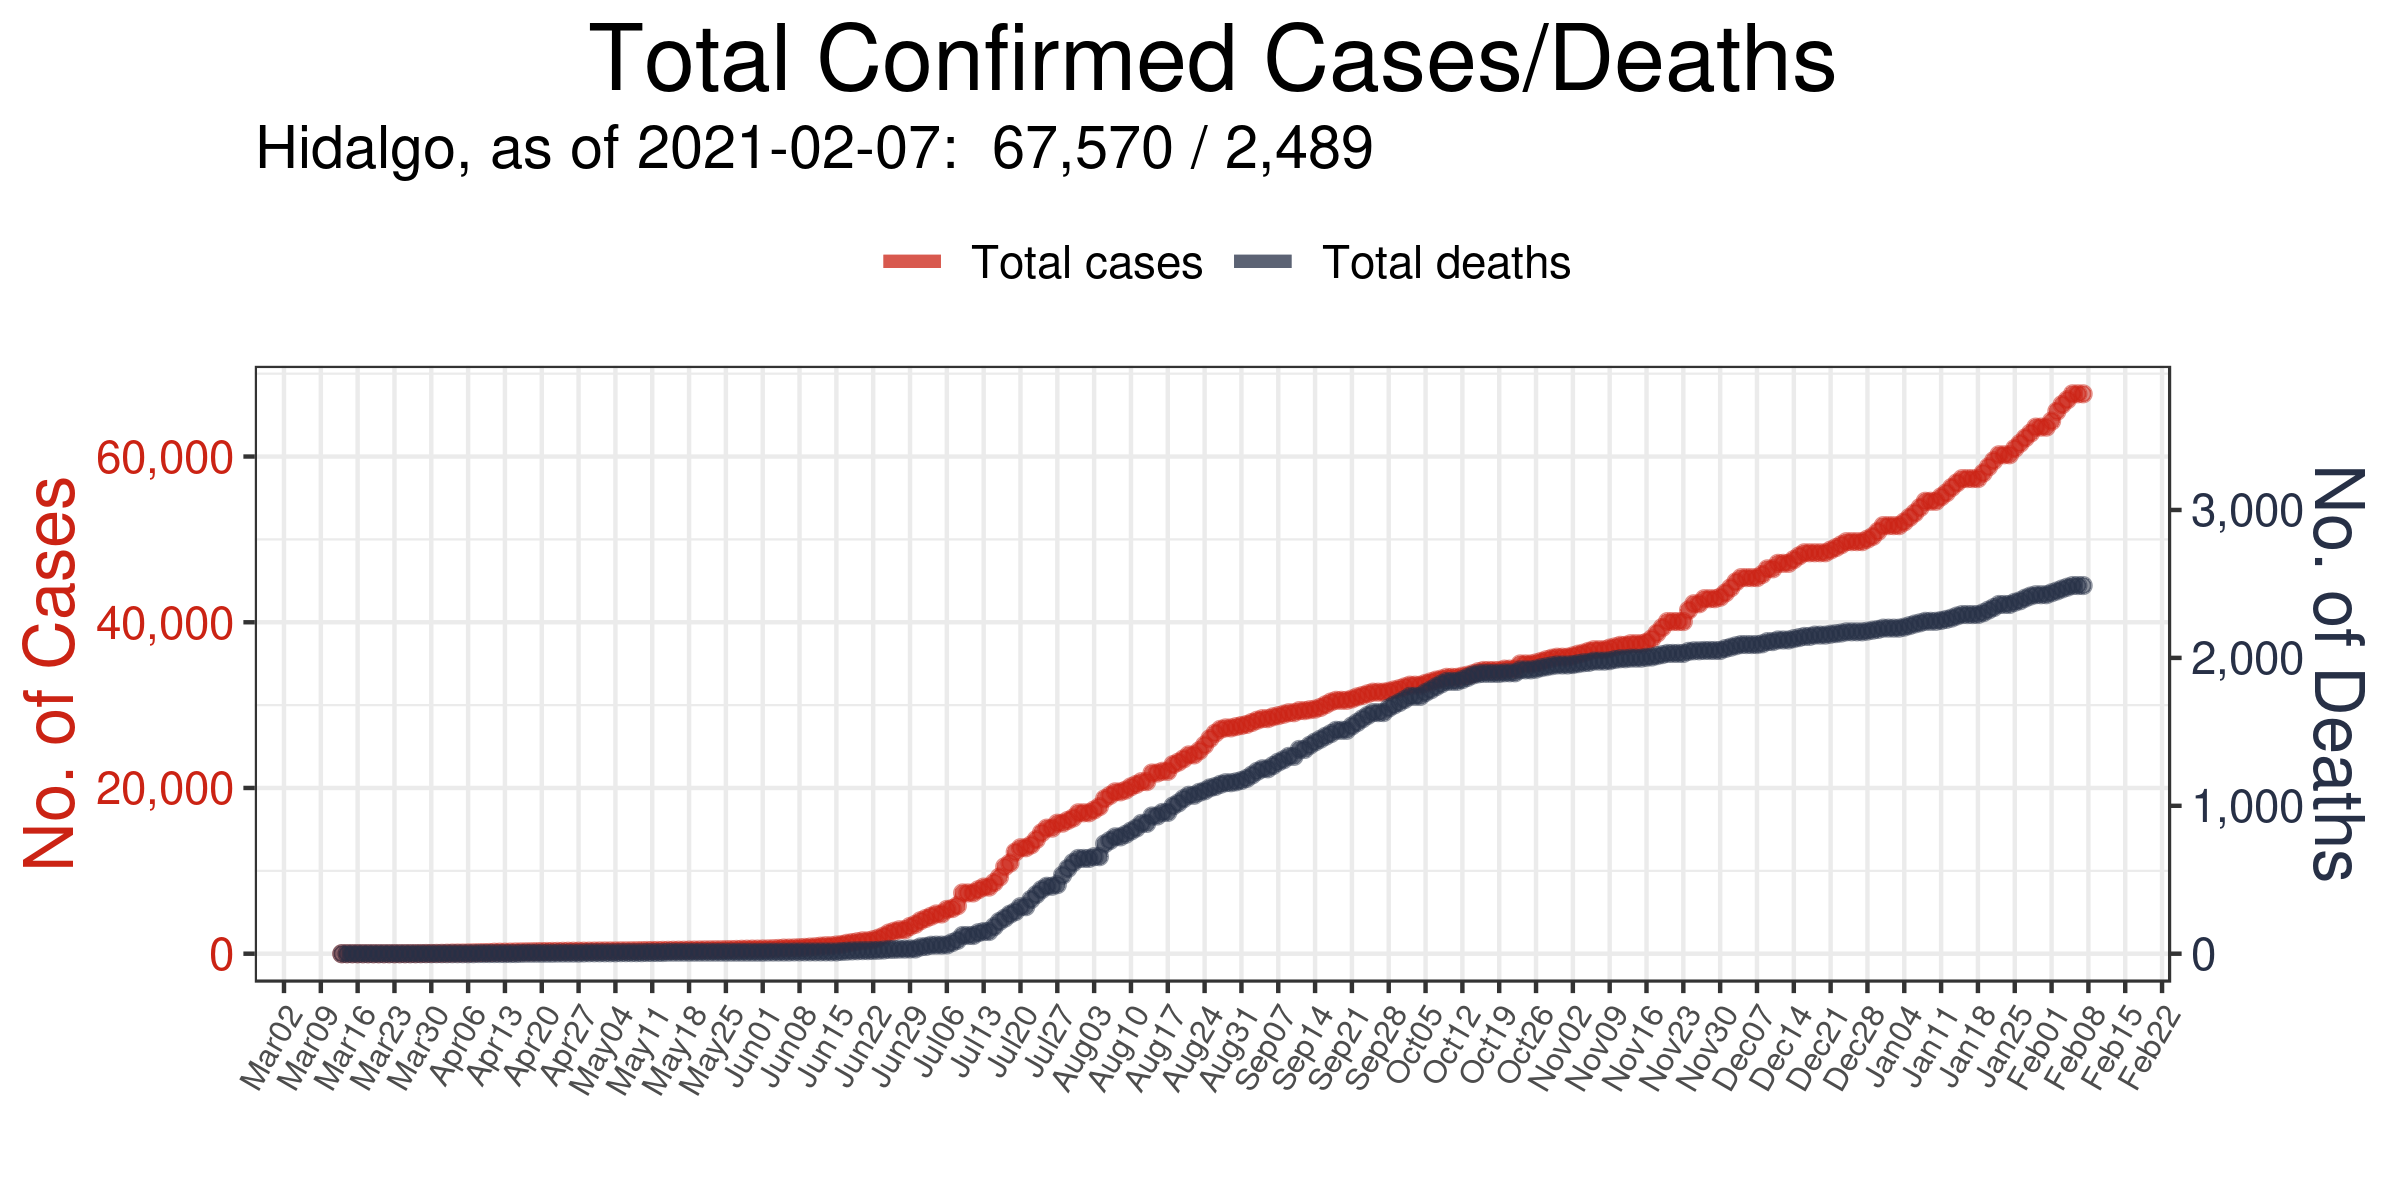 Total Confirmed Cases/Deaths
Hidalgo, as of 2021-02-07:  67,570 / 2,489
Total cases
Total deaths
No. of Cases
60,000
40,000
20,000
0
3,000
2,000
1,000
0
No. of Deaths
Mar02
Mar09
Mar16
Mar23
Mar30
Apr06
Apr13
Apr20
Apr27
May04
May11
May18
May25
Jun01
Jun08
Jun15
Jun22
Jun29
Jul06
Jul13
Jul20
Jul27
Aug03
Aug10
Aug17
Aug24
Aug31
Sep07
Sep14
Sep21
Sep28
Oct05
Oct12
Oct19
Oct26
Nov02
Nov09
Nov16
Nov23
Nov30
Dec07
Dec14
Dec21
Dec28
Jan04
Jan11
Jan18
Jan25
Feb01
Feb08
Feb15
Feb22